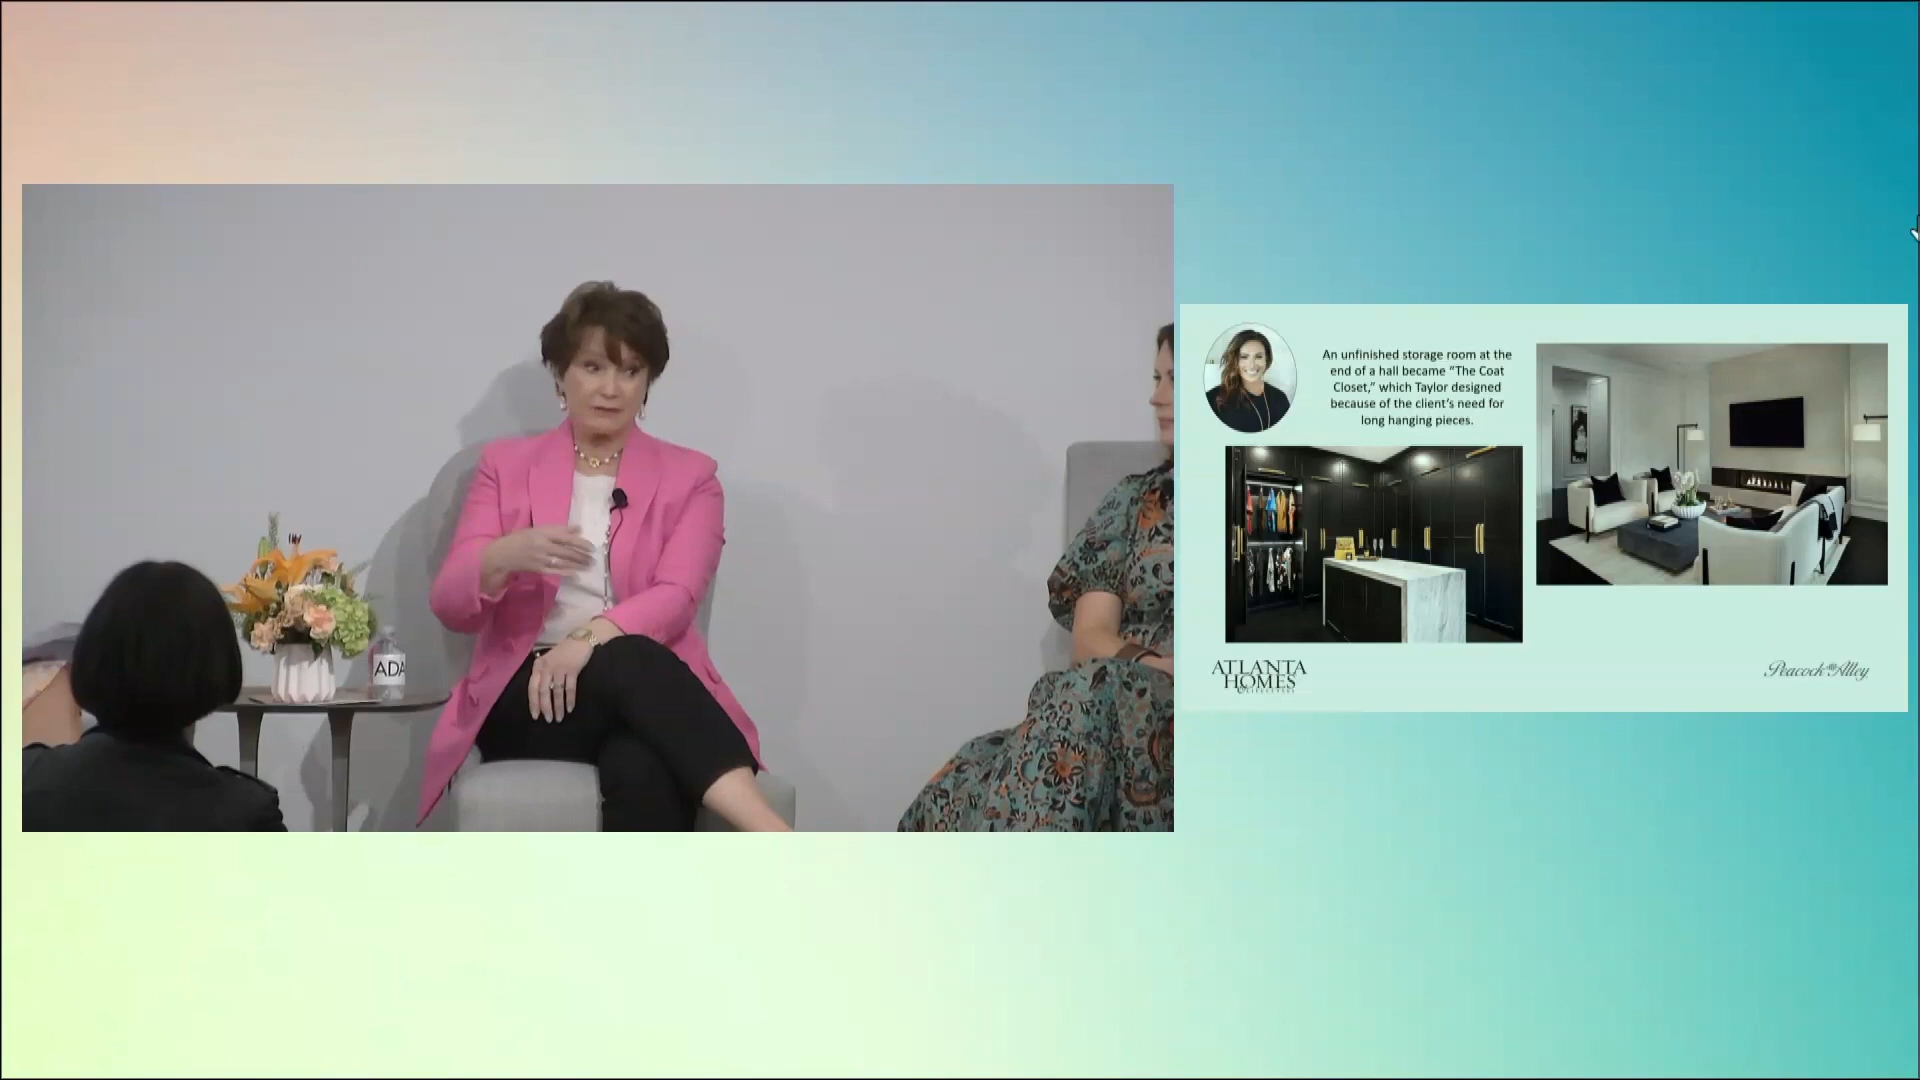 ADA
An unfinished storage room at the
end of a hall became “The Coat
Closet,” which Taylor designed
because of the client’s need for
long hanging pieces.
ATLANTA
HOMES
& LIFESTYLES
Peacock Alley